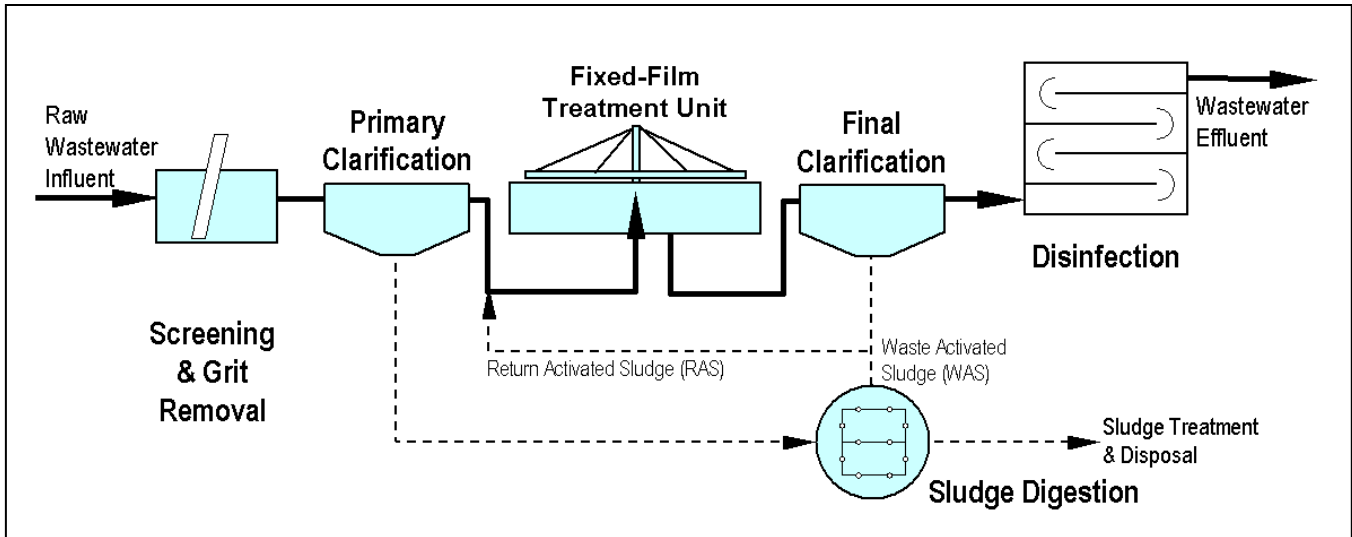 Raw
Wastewater
Influent
Screening
& Grit
Removal
Primary
Clarification
Fixed-Film
Treatment Unit
Final
Clarification
Wastewater
Effluent
Disinfection
Return Activated Sludge (RAS)
Waste Activated
Sludge (WAS)
Sludge Digestion
Sludge Treatment
& Disposal